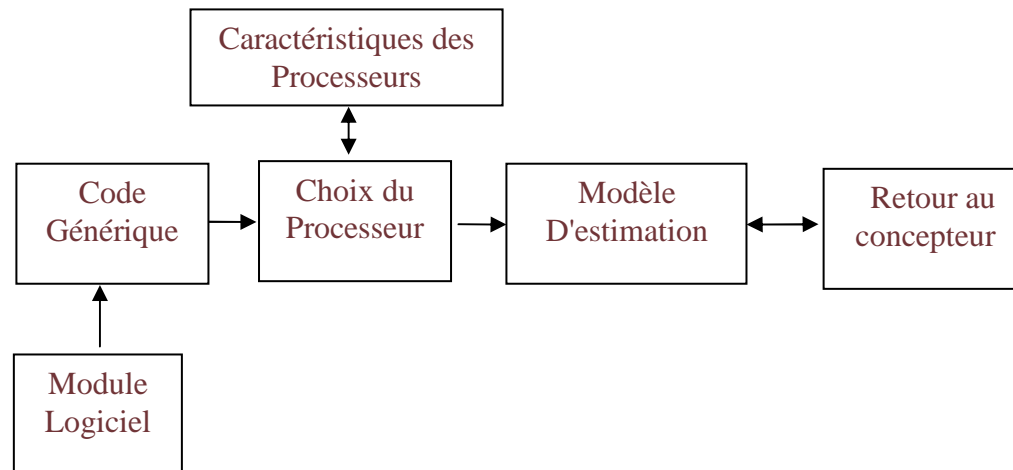 Caractéristiques des
Processeurs
Code
Générique
Choix du
Processeur
Modèle
D'estimation
Retour au
concepteur
Module
Logiciel